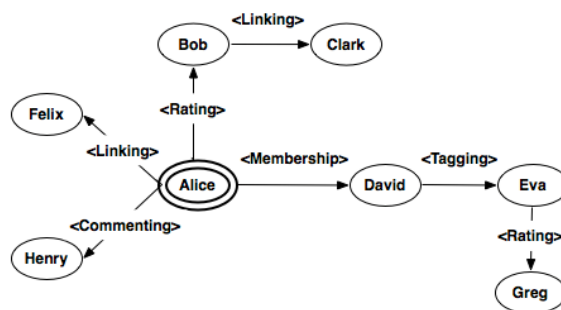 <Linking>
Bob
Clark
Felix
<Rating>
<Linking>
<Membership>
<Tagging>
Alice
David
Eva
<Commenting>
<Rating>
Henry
Greg